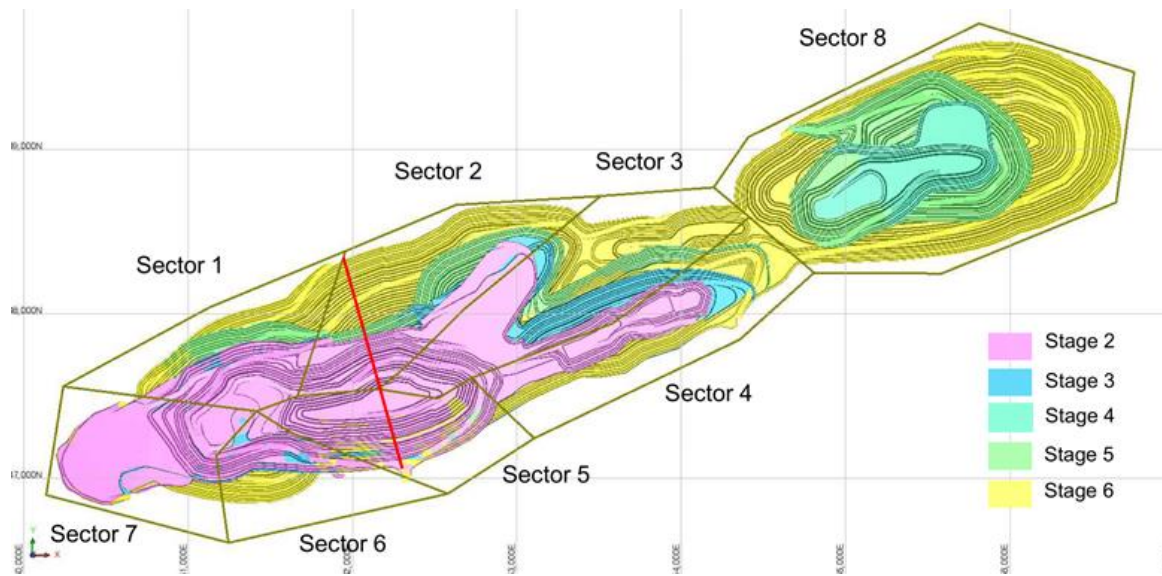 Sector 8
Sector 3
Sector 2
Sector 1
Sector 4
Sector 5
Sector 6
Sector 7
Stage 2
Stage 3
Stage 4
Stage 5
Stage 6
Y
X